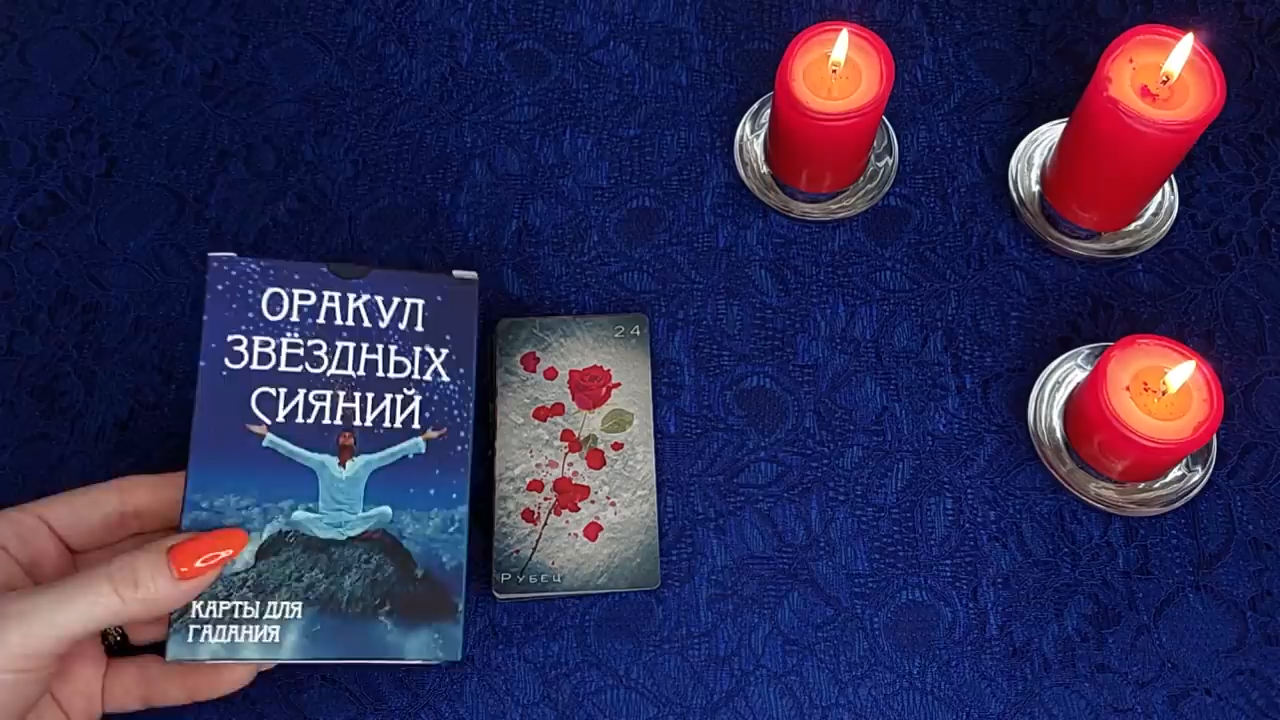 ОРАКУЛ
ЗВЁЗДНЫХ
СИЯНИЙ
КАРТЫ ДЛЯ
ГАДАНИЯ
24
Рубец